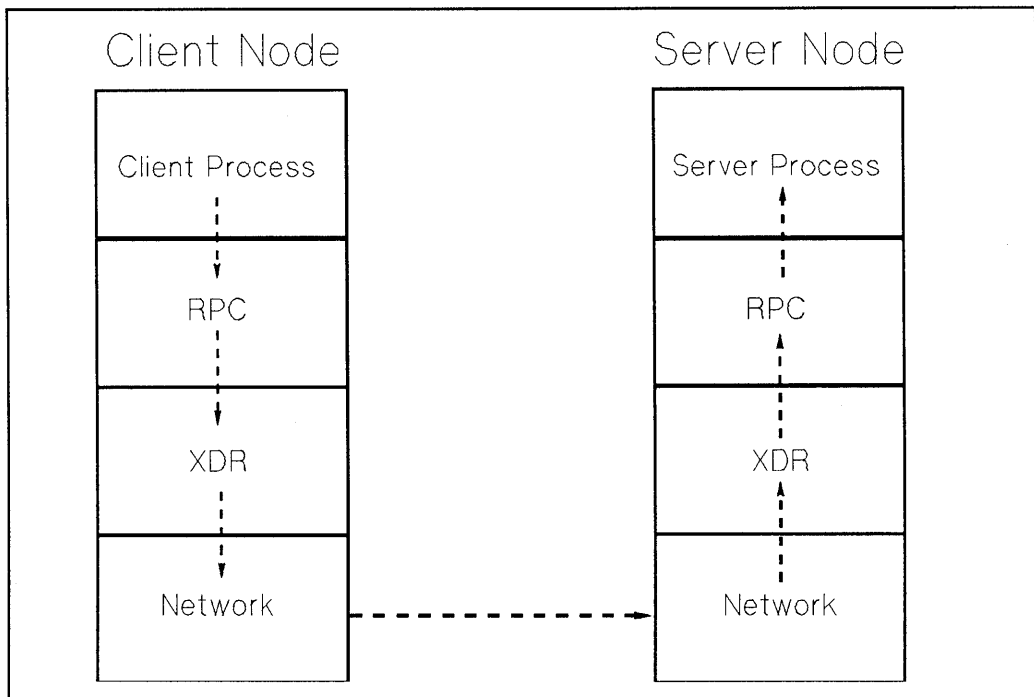 Client Node
Server Node
Client Process
RPC
XDR
Network
Server Process
RPC
XDR
Network